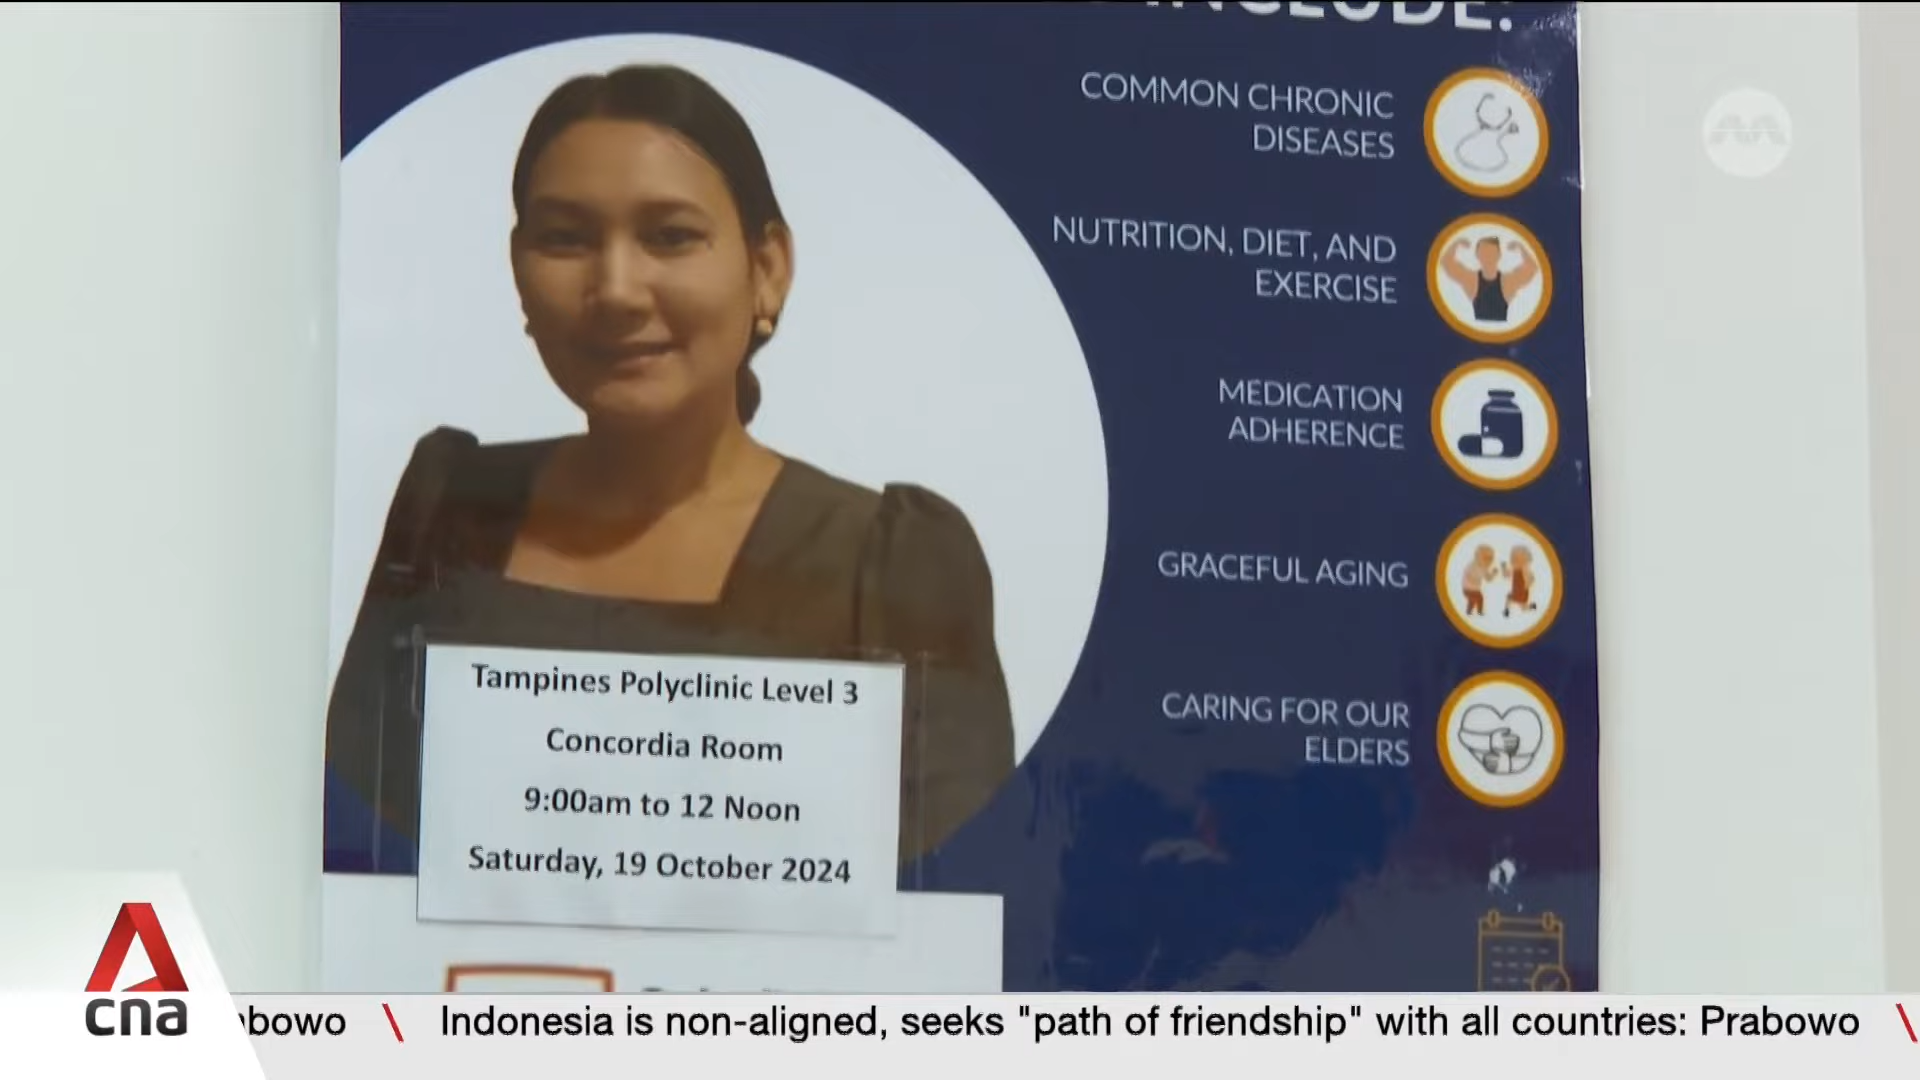 INCLUDE:
COMMON CHRONIC
DISEASES
NUTRITION, DIET, AND
EXERCISE
MEDICATION
ADHERENCE
GRACEFUL AGING
CARING FOR OUR
ELDERS
Tampines Polyclinic Level 3
Concordia Room
9:00am to 12 Noon
Saturday, 19 October 2024
cna
abowo \ Indonesia is non-aligned, seeks "path of friendship" with all countries: Prabowo \